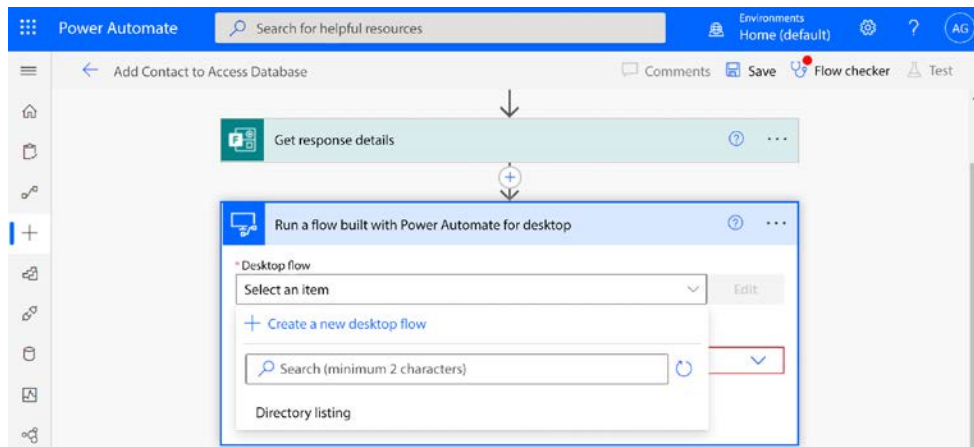 Power Automate
Search for helpful resources
Environments
Home (default)
?
AG
Add Contact to Access Database
Comments
Save
Flow checker
Test
Get response details
Run a flow built with Power Automate for desktop
* Desktop flow
Select an item
Edit
Create a new desktop flow
Search (minimum 2 characters)
Directory listing